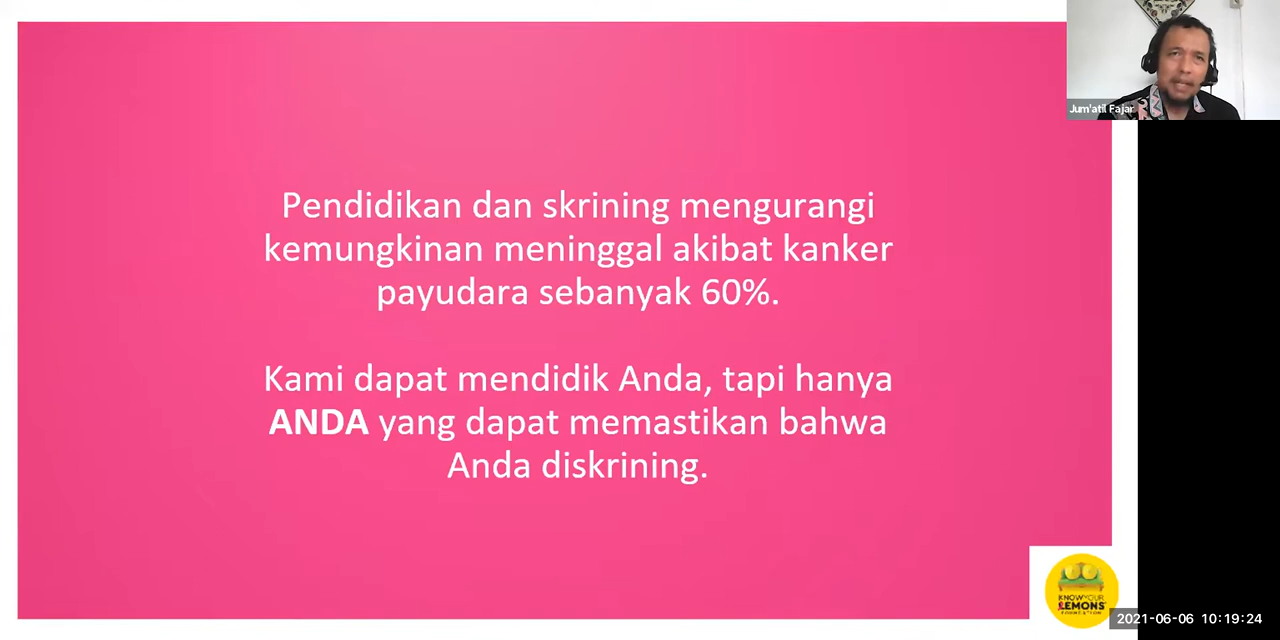 Jum'atil Fajar
Pendidikan dan skrining mengurangi
kemungkinan meninggal akibat kanker
payudara sebanyak 60%.
Kami dapat mendidik Anda, tapi hanya
ANDA yang dapat memastikan bahwa
Anda diskrining.
KNOW YOUR
LEMONS
FOUNDATION
2021-06-06 10:19:24